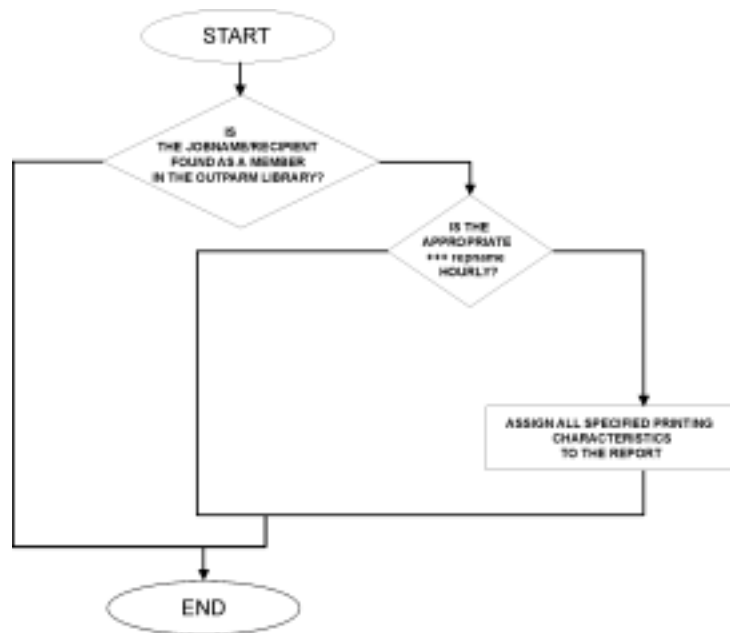 START
IS
THE JOBNAME/RECIPIENT
FOUND AS A MEMBER
IN THE OUTPARM LIBRARY?
IS THE
APPROPRIATE
*** repname
HOURLY?
ASSIGN ALL SPECIFIED PRINTING
CHARACTERISTICS
TO THE REPORT
END